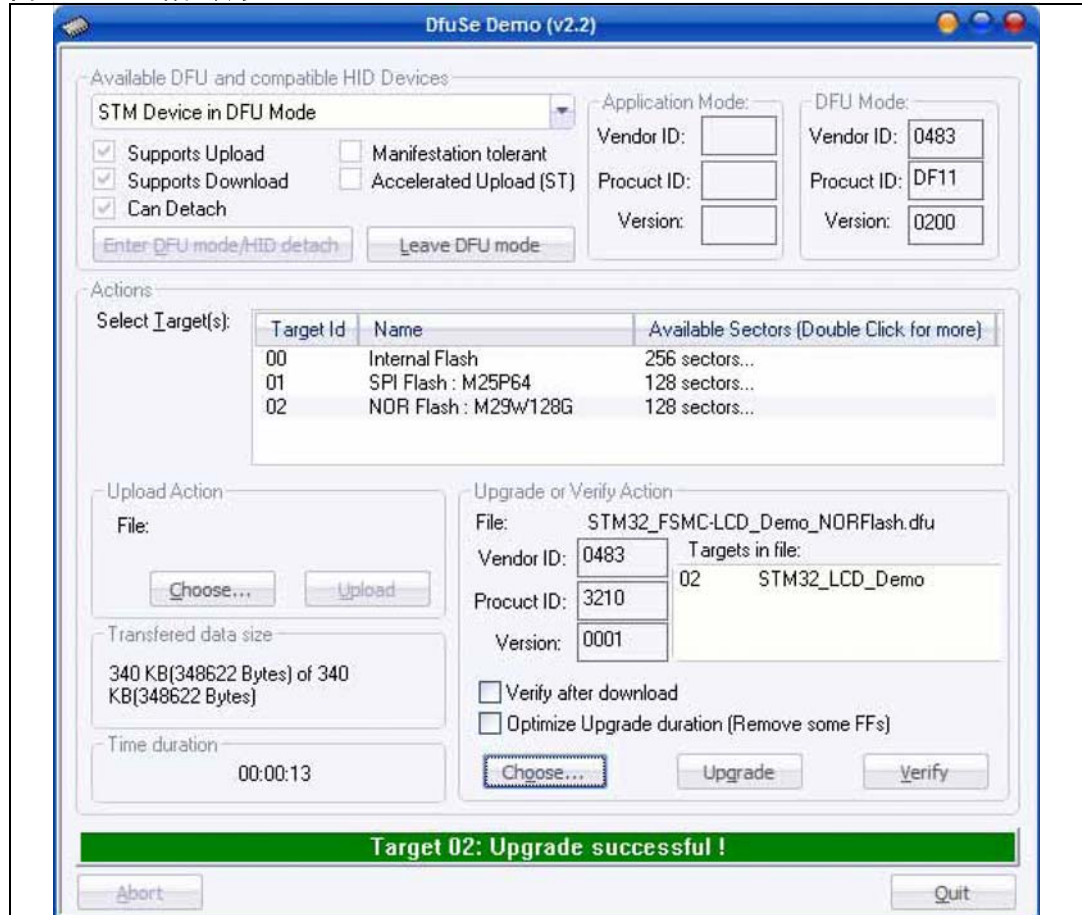 DfuSe Demo (v2.2)
Available DFU and compatible HID Devices
STM Device in DFU Mode
Supports Upload
Manifestation tolerant
Supports Download
Accelerated Upload (ST)
Can Detach
Enter DFU mode/HID detach
Leave DFU mode
Application Mode:
Vendor ID:
Procuct ID:
Version:
DFU Mode:
Vendor ID: 0483
Procuct ID: DF11
Version: 0200
Actions
Select Target(s):
Target Id Name Available Sectors (Double Click for more)
00 Internal Flash 256 sectors...
01 SPI Flash : M25P64 128 sectors...
02 NOR Flash : M29W128G 128 sectors...
Upload Action
File:
Choose... Upload
Transfered data size
340 KB(348622 Bytes) of 340
KB(348622 Bytes)
Time duration
00:00:13
Upgrade or Verify Action
File: STM32_FSMC-LCD_Demo_NORFlash.dfu
Vendor ID: 0483
Procuct ID: 3210
Version: 0001
Targets in file:
02 STM32_LCD_Demo
Verify after download
Optimize Upgrade duration (Remove some FFs)
Choose... Upgrade Verify
Target 02: Upgrade successful !
Abort Quit